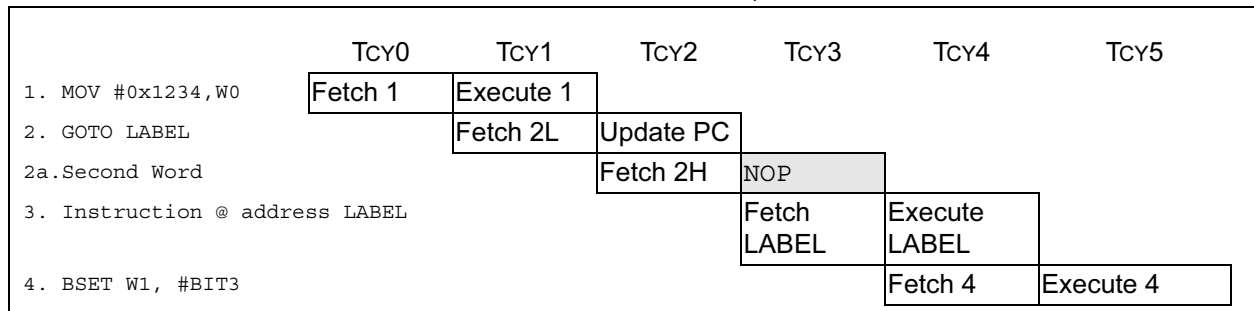 TCY0 TCY1 TCY2 TCY3 TCY4 TCY5
1. MOV #0x1234,W0 Fetch 1 Execute 1
2. GOTO LABEL Fetch 2L Update PC
2a.Second Word Fetch 2H NOP
3. Instruction @ address LABEL Fetch LABEL Execute LABEL
4. BSET W1, #BIT3 Fetch 4 Execute 4